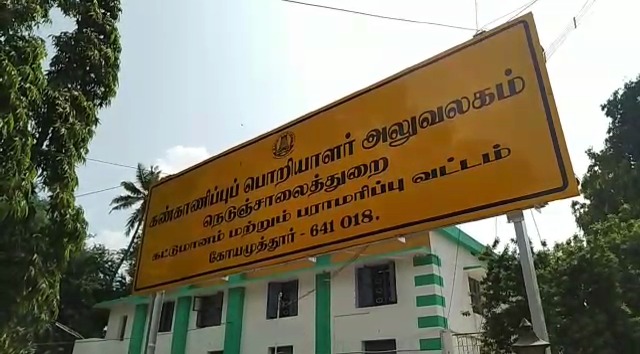 கண்காணிப்புப் பொறியாளர் அலுவலகம்
நெடுஞ்சாலைத்துறை
கட்டுமானம் மற்றும் பராமரிப்பு வட்டம்
கோயமுத்தூர் - 641 018.